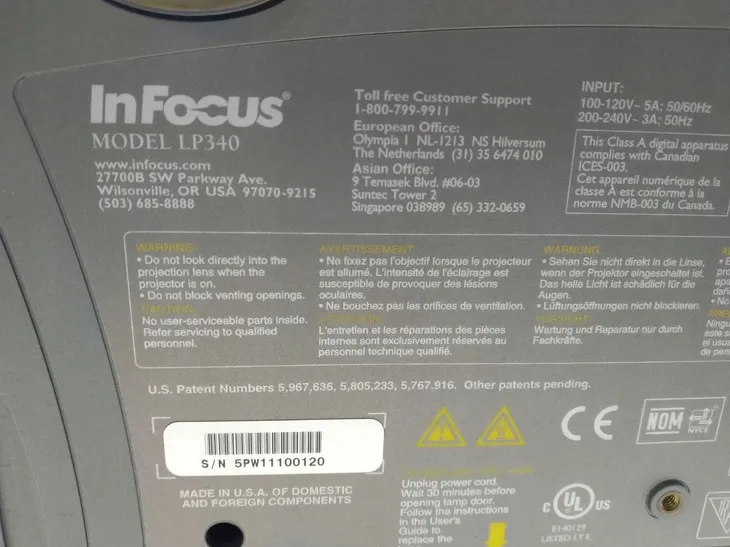 InFocus®
MODEL LP340
www.infocus.com
27700B SW Parkway Ave.
Wilsonville, OR USA 97070-9215
(503) 685-8888
Toll free Customer Support
1-800-799-9911
European Office:
Olympia 1 NL-1213 NS Hilversum
The Netherlands (31) 35 6474 010
Asian Office:
9 Temasek Blvd. #06-03
Suntec Tower 2
Singapore 038989 (65) 332-0659
INPUT:
100-120V~ 5A; 50/60Hz
200-240V~ 3A; 50Hz
This Class A digital apparatus
complies with Canadian
ICES-003.
Cet appareil numérique de la
classe A est conforme à la
norme NMB-003 du Canada.
WARNING
• Do not look directly into the
projection lens when the
projector is on.
• Do not block venting openings.
CAUTION
No user-serviceable parts inside.
Refer servicing to qualified
personnel.
AVERTISSEMENT
• Ne fixez pas l'objectif lorsque le projecteur
est allumé. L'intensité de l'éclairage est
susceptible de provoquer des lésions
oculaires.
• Ne bouchez pas les orifices de ventilation.
L'entretien et les réparations des pièces
internes sont exclusivement réservés au
personnel technique qualifié.
WARNUNG
• Sehen Sie nicht direkt in die Linse,
wenn der Projektor eingeschaltet ist.
Das helle Licht ist schädlich für die
Augen.
• Lüftungsöffnungen nicht blockieren.
VORSICHT
Wartung und Reparatur nur durch
Fachkräfte.
U.S. Patent Numbers 5,967,636, 5,805,233, 5,767,916. Other patents pending.
S/N 5PW11100120
MADE IN U.S.A. OF DOMESTIC
AND FOREIGN COMPONENTS
Unplug power cord.
Wait 30 minutes before
opening lamp door.
Follow the instructions
in the User's
Guide to
replace the
CE
NOM
NYCE
C UL US
E140129
LISTED I.T.E.